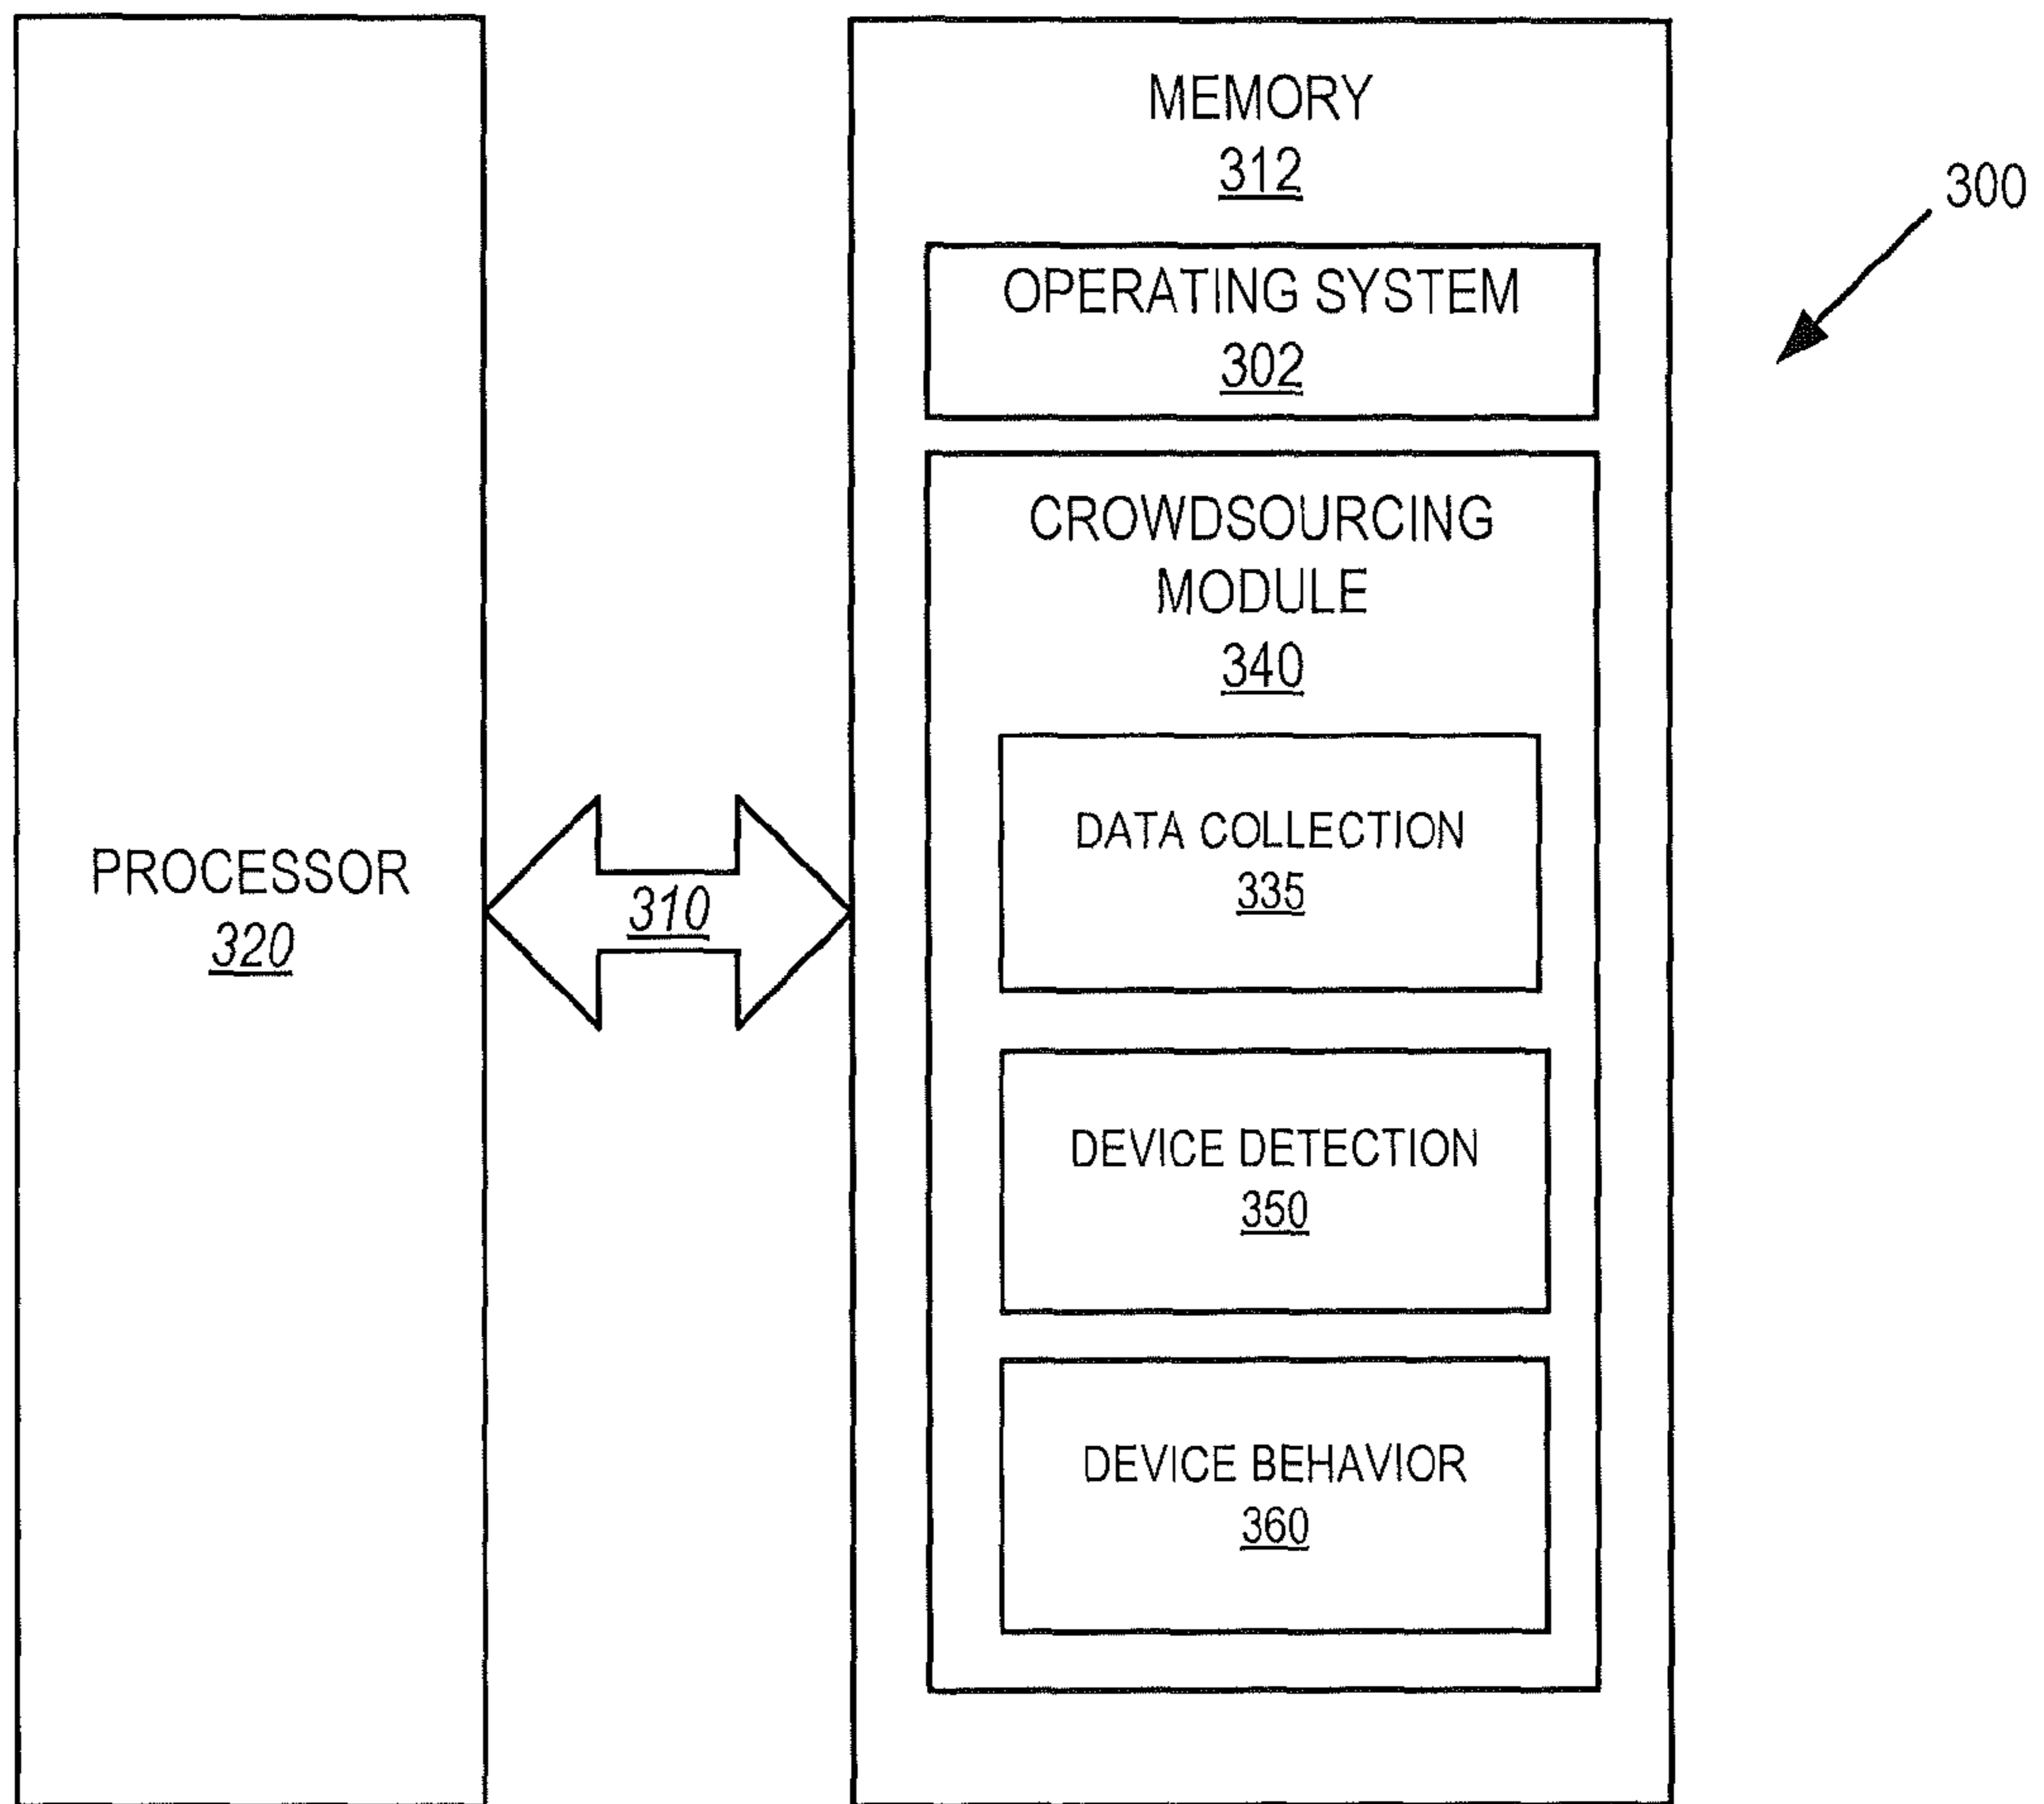 MEMORY
312
300
OPERATING SYSTEM
302
CROWDSOURCING
MODULE
340
DATA COLLECTION
335
PROCESSOR
320
310
DEVICE DETECTION
350
DEVICE BEHAVIOR
360